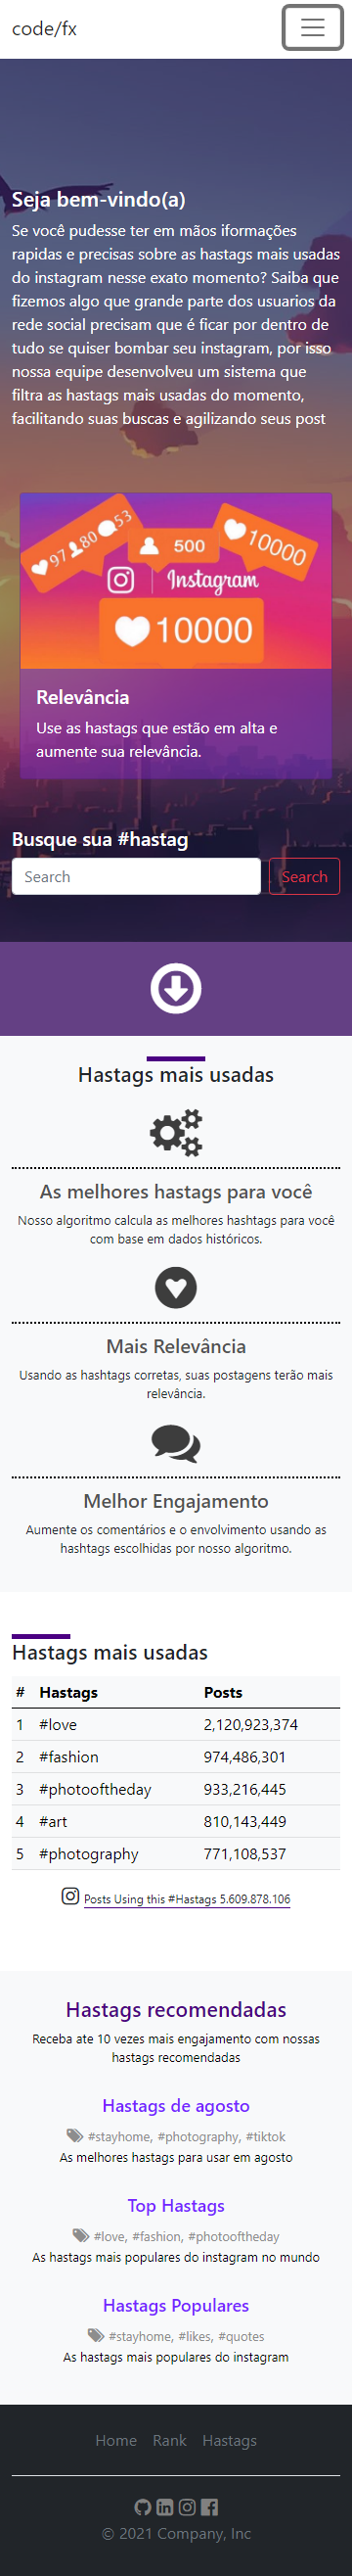 code/fx
Seja bem-vindo(a)
Se você pudesse ter em mãos iformações
rapidas e precisas sobre as hastags mais usadas
do instagram nesse exato momento? Saiba que
fizemos algo que grande parte dos usuarios da
rede social precisam que é ficar por dentro de
tudo se quiser bombar seu instagram, por isso
nossa equipe desenvolveu um sistema que
filtra as hastags mais usadas do momento,
facilitando suas buscas e agilizando seus post
97 80 53
500
10000
Instagram
10000
Relevância
Use as hastags que estão em alta e
aumente sua relevância.
Busque sua #hastag
Search Search
Hastags mais usadas
As melhores hastags para você
Nosso algoritmo calcula as melhores hashtags para você
com base em dados históricos.
Mais Relevância
Usando as hashtags corretas, suas postagens terão mais
relevância.
Melhor Engajamento
Aumente os comentários e o envolvimento usando as
hashtags escolhidas por nosso algoritmo.
Hastags mais usadas
# Hastags Posts
1 #love 2,120,923,374
2 #fashion 974,486,301
3 #photooftheday 933,216,445
4 #art 810,143,449
5 #photography 771,108,537
Posts Using this #Hastags 5.609.878.106
Hastags recomendadas
Receba ate 10 vezes mais engajamento com nossas
hastags recomendadas
Hastags de agosto
#stayhome, #photography, #tiktok
As melhores hastags para usar em agosto
Top Hastags
#love, #fashion, #photooftheday
As hastags mais populares do instagram no mundo
Hastags Populares
#stayhome, #likes, #quotes
As hastags mais populares do instagram
Home Rank Hastags
© 2021 Company, Inc